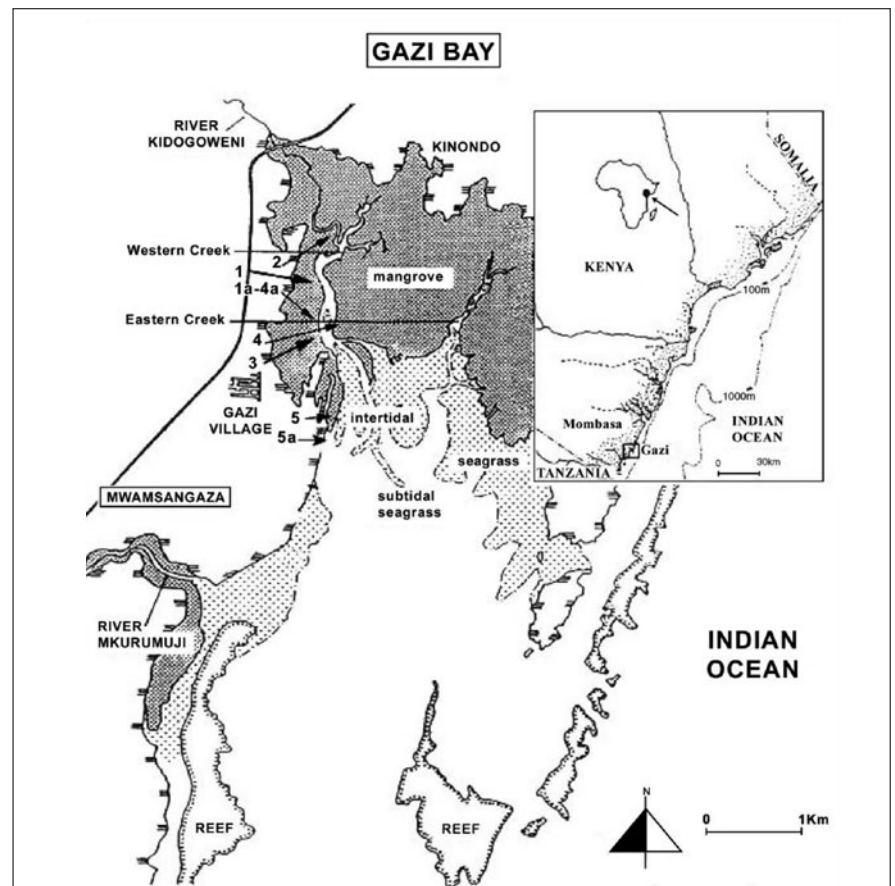 GAZI BAY
RIVER
KIDOGOWENI
KINONDO
Western Creek
2
1
1a-4a
mangrove
Eastern Creek
4
3
GAZI
VILLAGE
5
5a
intertidal
seagrass
subtidal
seagrass
MWAMSANGAZA
RIVER
MKURUMUJI
REEF
REEF
INDIAN
OCEAN
N
0
1Km
SOMALIA
KENYA
100m
1000m
Mombasa
INDIAN
OCEAN
Gazi
TANZANIA
0
30km